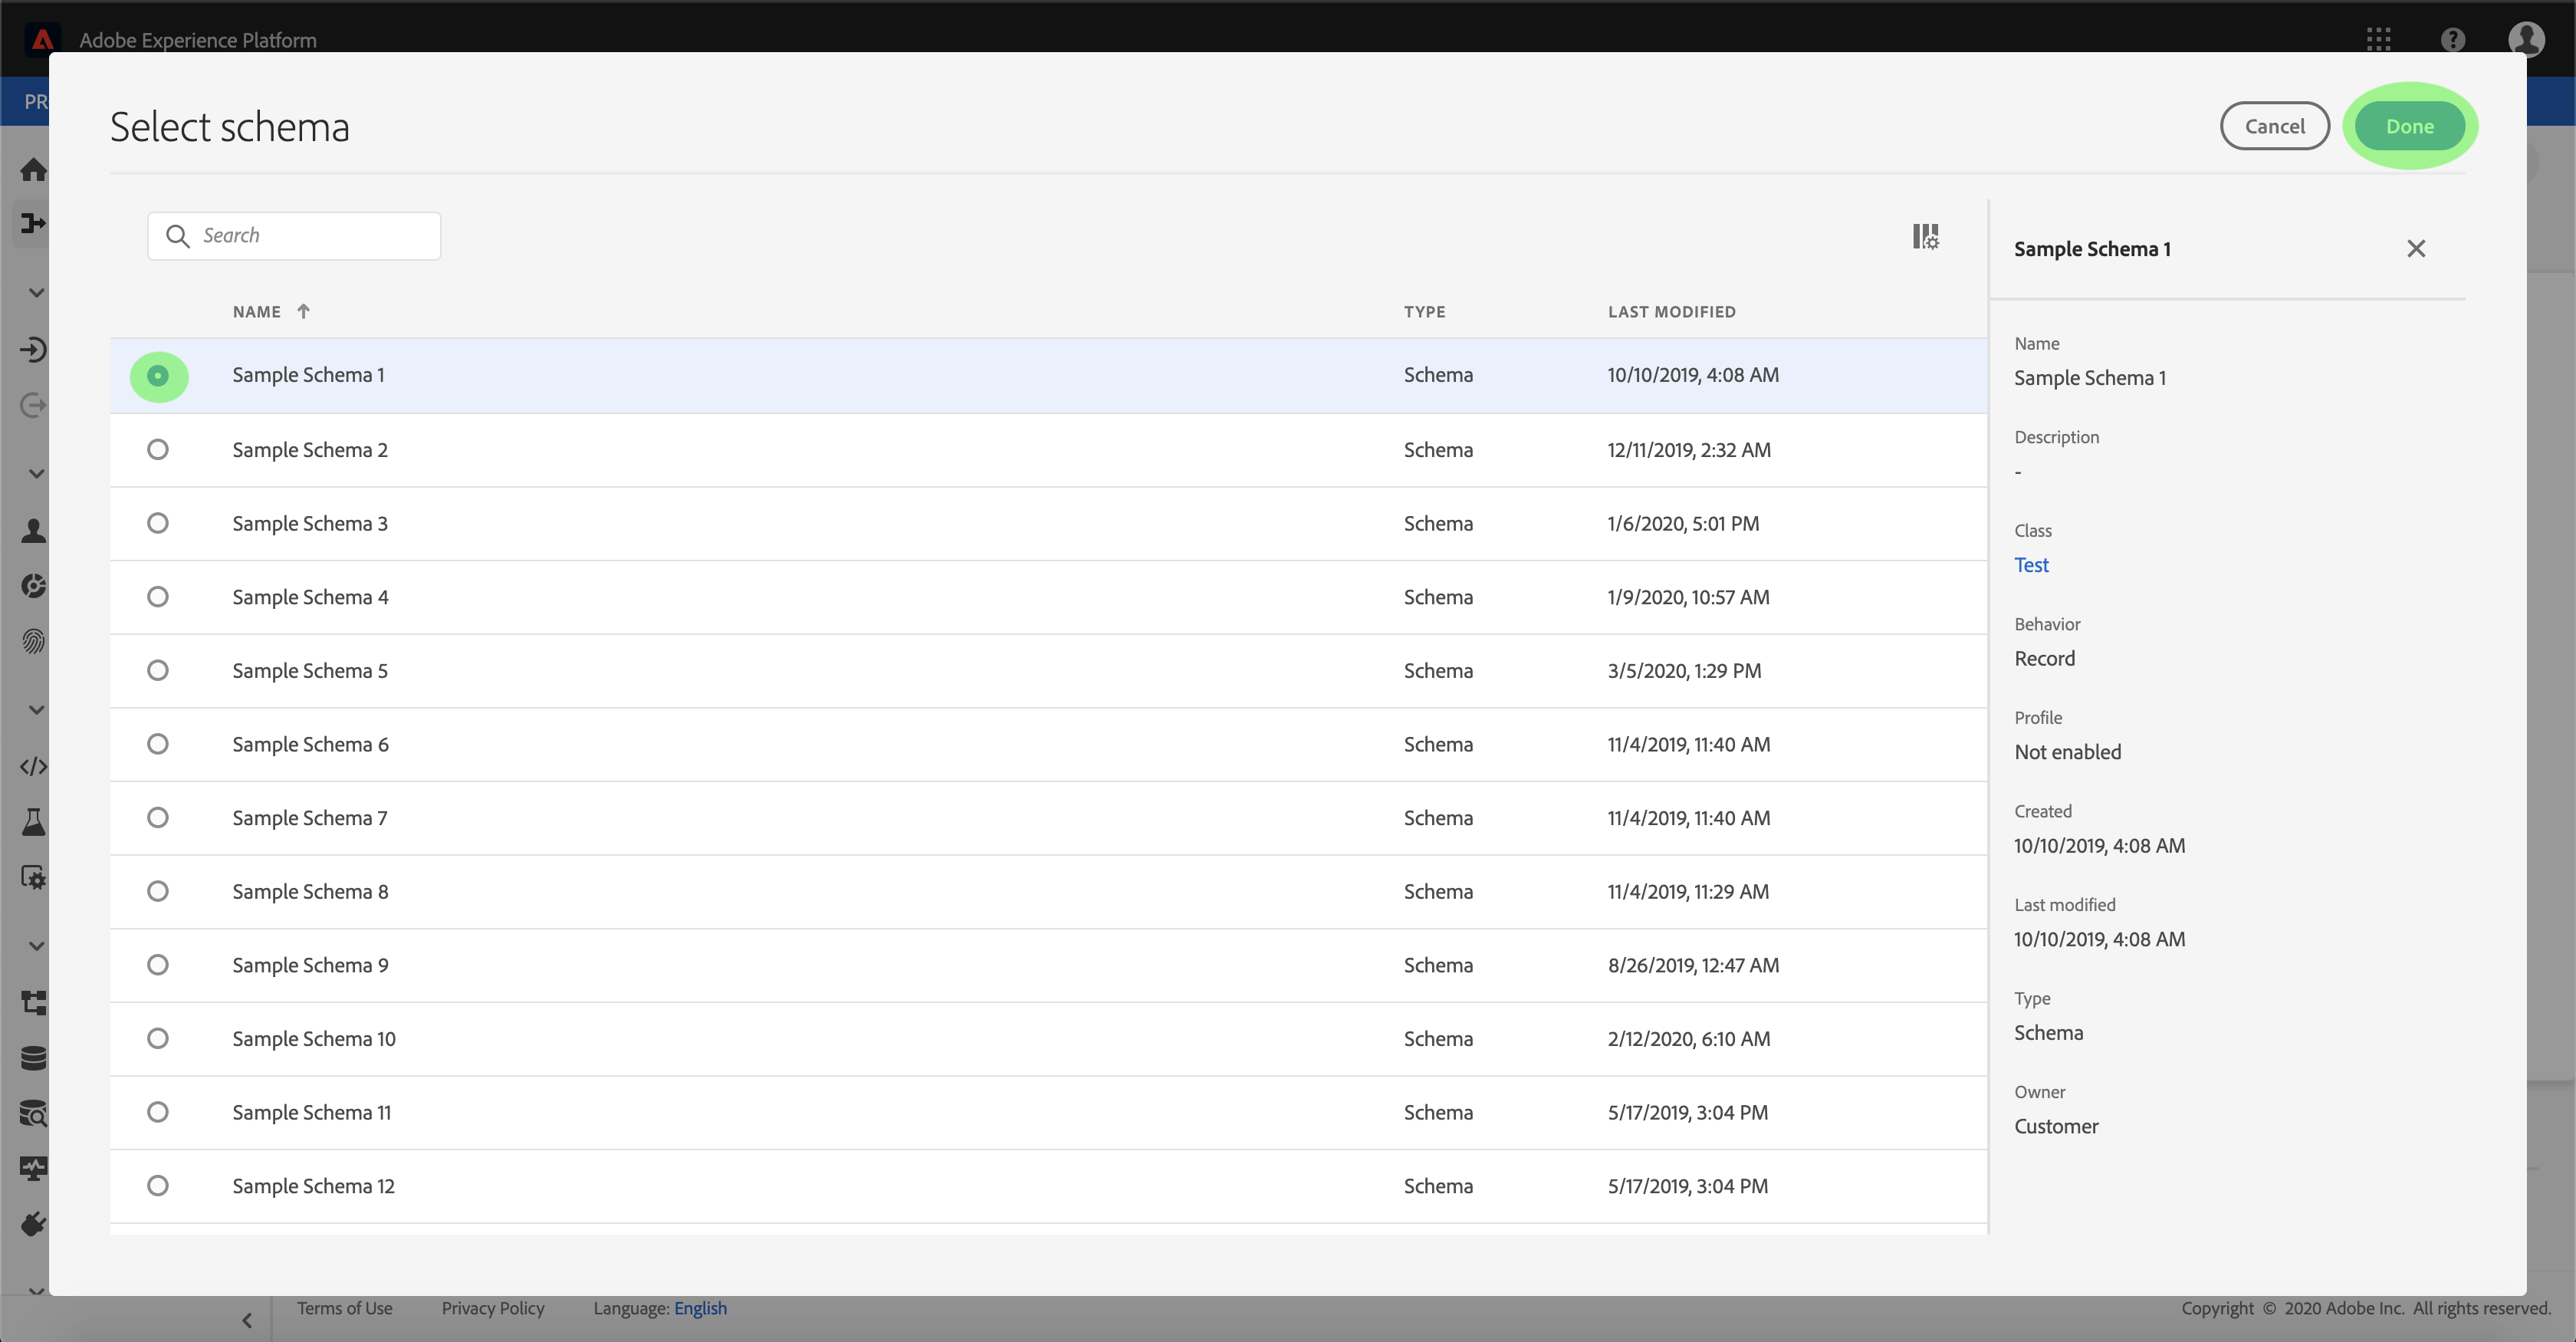 Adobe Experience Platform
PR
Select schema
Cancel
Done
Search
NAME
TYPE
LAST MODIFIED
Sample Schema 1
Schema
10/10/2019, 4:08 AM
Sample Schema 2
Schema
12/11/2019, 2:32 AM
Sample Schema 3
Schema
1/6/2020, 5:01 PM
Sample Schema 4
Schema
1/9/2020, 10:57 AM
Sample Schema 5
Schema
3/5/2020, 1:29 PM
Sample Schema 6
Schema
11/4/2019, 11:40 AM
Sample Schema 7
Schema
11/4/2019, 11:40 AM
Sample Schema 8
Schema
11/4/2019, 11:29 AM
Sample Schema 9
Schema
8/26/2019, 12:47 AM
Sample Schema 10
Schema
2/12/2020, 6:10 AM
Sample Schema 11
Schema
5/17/2019, 3:04 PM
Sample Schema 12
Schema
5/17/2019, 3:04 PM
Sample Schema 1
Name
Sample Schema 1
Description
-
Class
Test
Behavior
Record
Profile
Not enabled
Created
10/10/2019, 4:08 AM
Last modified
10/10/2019, 4:08 AM
Type
Schema
Owner
Customer
Terms of Use
Privacy Policy
Language: English
Copyright © 2020 Adobe Inc. All rights reserved.